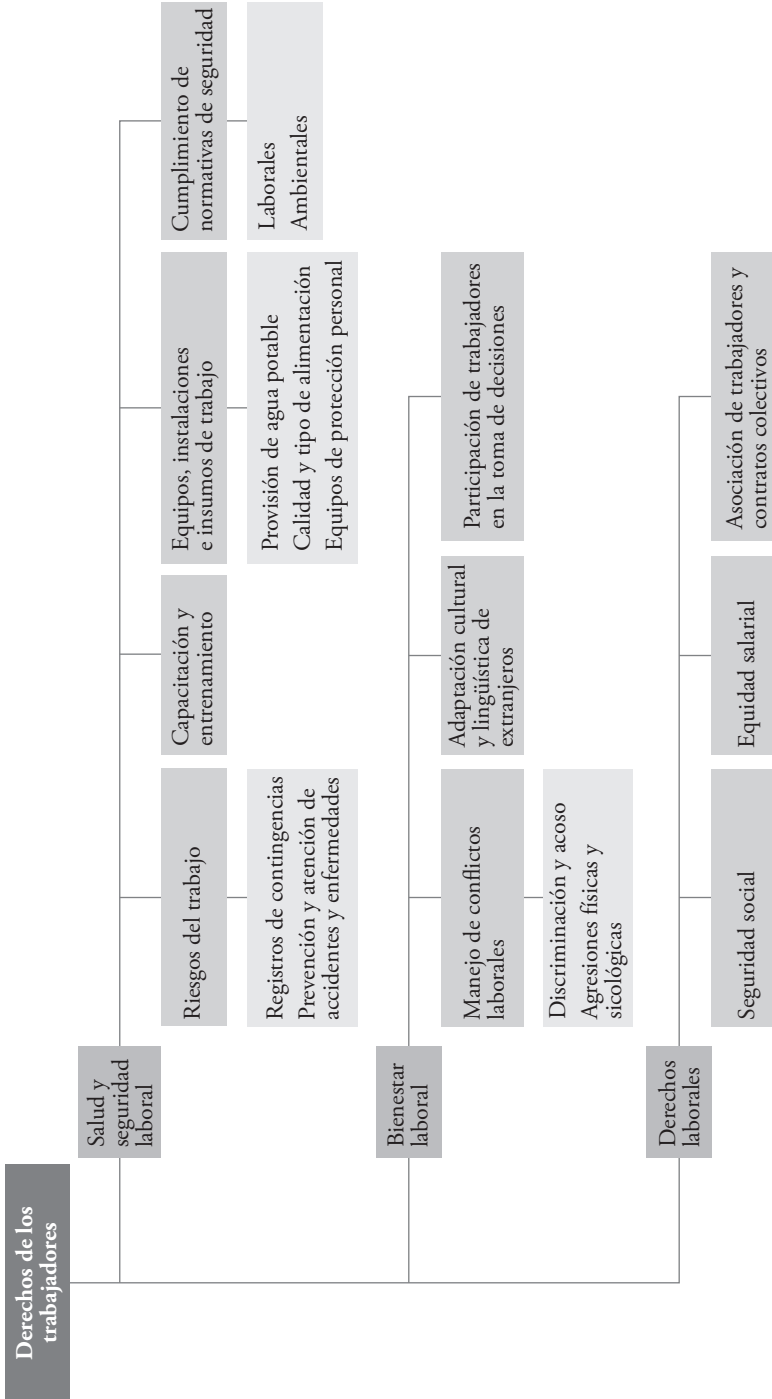 Derechos de los
trabajadores
Salud y
seguridad
laboral
Riesgos del trabajo
Registros de contingencias
Prevención y atención de
accidentes y enfermedades
Capacitación y
entrenamiento
Equipos, instalaciones
e insumos de trabajo
Provisión de agua potable
Calidad y tipo de alimentación
Equipos de protección personal
Cumplimiento de
normativas de seguridad
Laborales
Ambientales
Bienestar
laboral
Manejo de conflictos
laborales
Discriminación y acoso
Agresiones físicas y
sicológicas
Adaptación cultural
y lingüística de
extranjeros
Participación de trabajadores
en la toma de decisiones
Derechos
laborales
Seguridad social
Equidad salarial
Asociación de trabajadores y
contratos colectivos